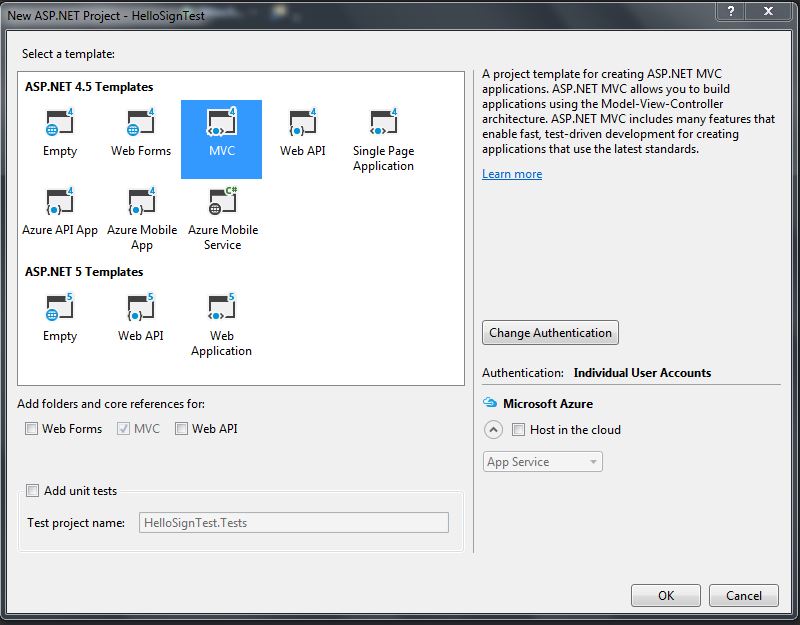 New ASP.NET Project - HelloSignTest
?
Select a template:
ASP.NET 4.5 Templates
4 4 4 4 4
Empty Web Forms MVC Web API Single Page
Application
4 4 C#
Azure API App Azure Mobile Azure Mobile
App Service
ASP.NET 5 Templates
5 5 5
Empty Web API Web
Application
A project template for creating ASP.NET MVC
applications. ASP.NET MVC allows you to build
applications using the Model-View-Controller
architecture. ASP.NET MVC includes many features that
enable fast, test-driven development for creating
applications that use the latest standards.
Learn more
Change Authentication
Authentication: Individual User Accounts
Microsoft Azure
Host in the cloud
App Service
Add folders and core references for:
Web Forms MVC Web API
Add unit tests
Test project name: HelloSignTest.Tests
OK Cancel